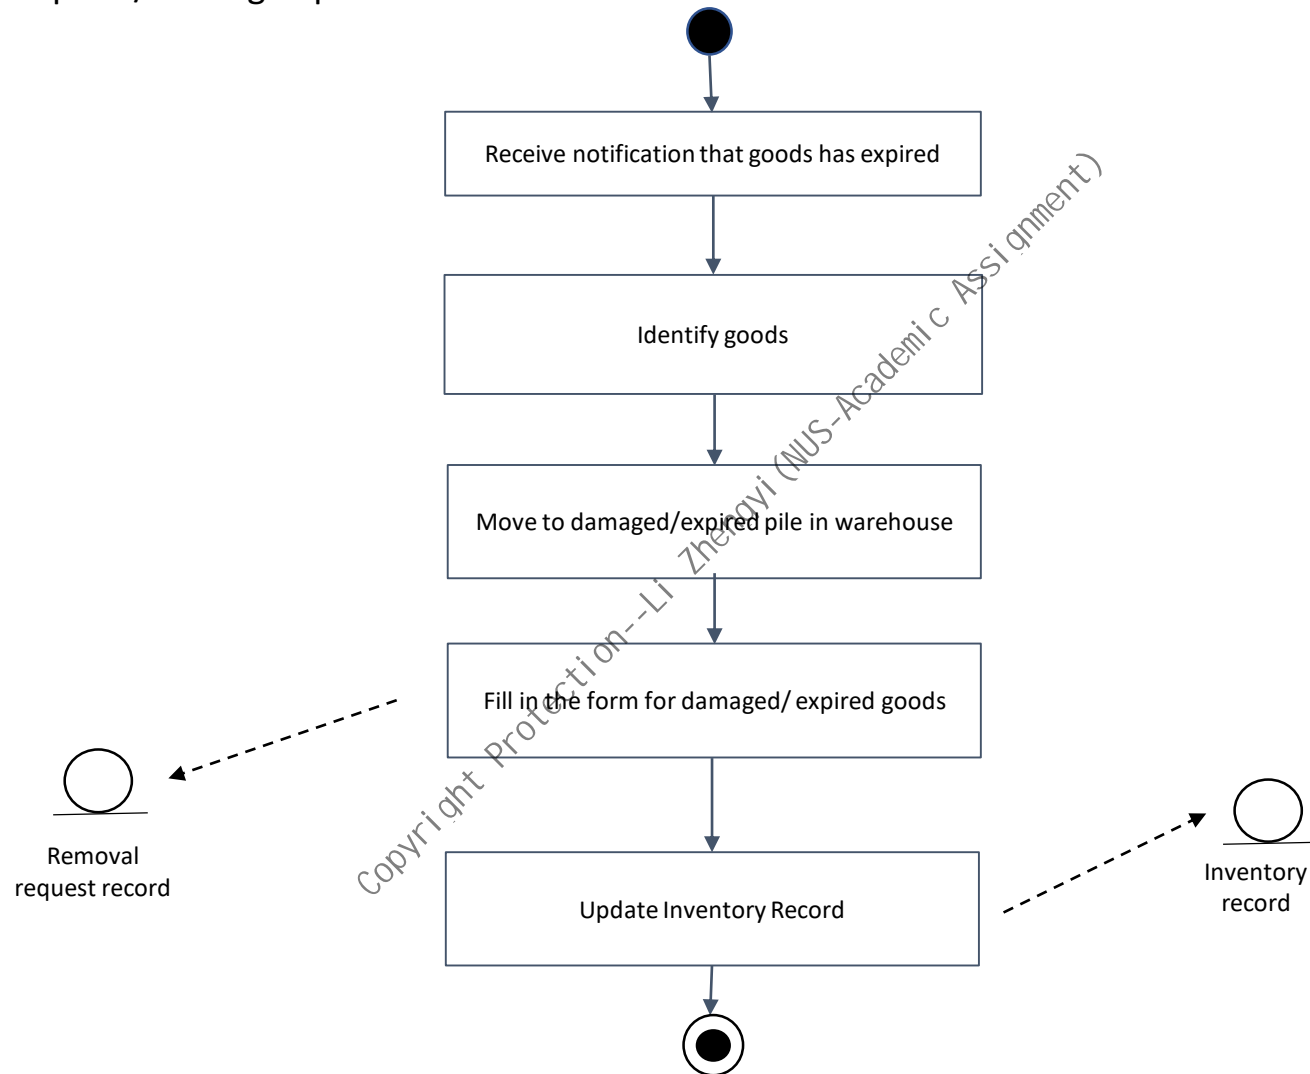 Receive notification that goods has expired
Identify goods
Move to damaged/expired pile in warehouse
Fill in the form for damaged/ expired goods
Removal
request record
Update Inventory Record
Inventory
record
Copyright Protection--Li Zhengyi(NUS-Academic Assignment)